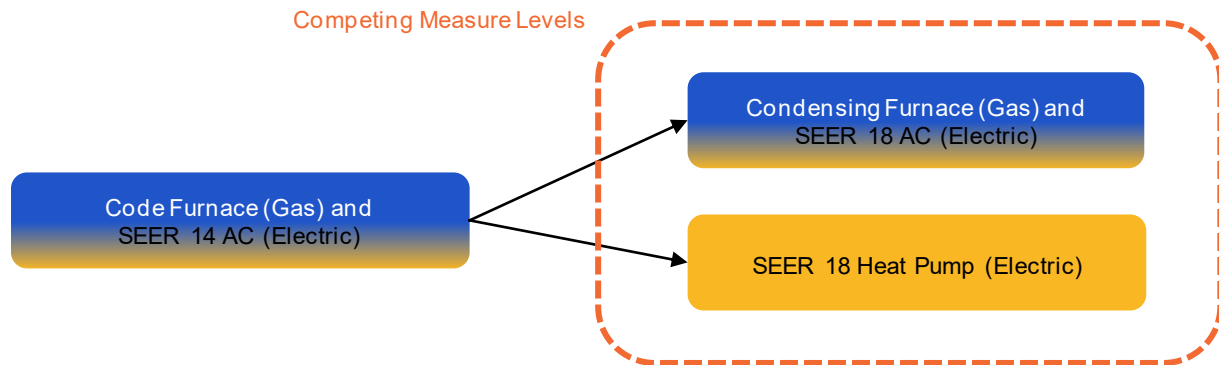 Competing Measure Levels
Condensing Furnace (Gas) and
SEER 18 AC (Electric)
Code Furnace (Gas) and
SEER 14 AC (Electric)
SEER 18 Heat Pump (Electric)